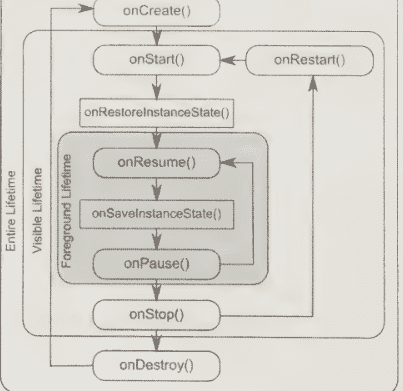 onCreate()
onStart()
onRestart()
onRestoreInstanceState()
onResume()
onSaveInstanceState()
onPause()
onStop()
onDestroy()
Entire Lifetime
Visible Lifetime
Foreground Lifetime